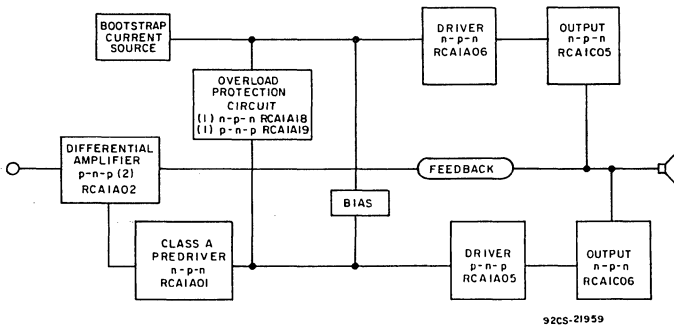 BOOTSTRAP
CURRENT
SOURCE
DRIVER
n-p-n
RCA1A06
OUTPUT
n-p-n
RCA1C05
OVERLOAD
PROTECTION
CIRCUIT
(1) n-p-n RCA1A18
(1) p-n-p RCA1A19
DIFFERENTIAL
AMPLIFIER
p-n-p (2)
RCA1A02
FEEDBACK
BIAS
CLASS A
PREDRIVER
n-p-n
RCA1A01
DRIVER
p-n-p
RCA1A05
OUTPUT
n-p-n
RCA1C06
92CS-21959